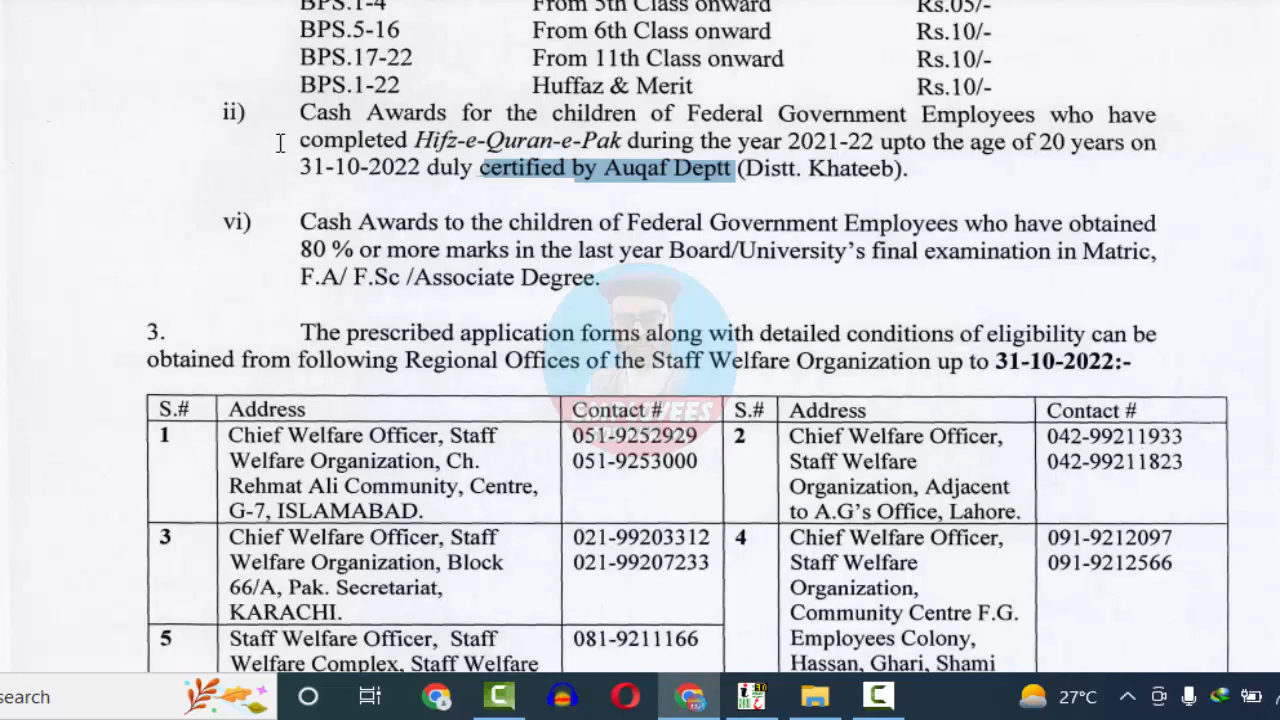 BPS.1-4 From 5th Class onward Rs.05/-
BPS.5-16 From 6th Class onward Rs.10/-
BPS.17-22 From 11th Class onward Rs.10/-
BPS.1-22 Huffaz & Merit Rs.10/-
ii) Cash Awards for the children of Federal Government Employees who have
completed Hifz-e-Quran-e-Pak during the year 2021-22 upto the age of 20 years on
31-10-2022 duly certified by Auqaf Deptt (Distt. Khateeb).
vi) Cash Awards to the children of Federal Government Employees who have obtained
80 % or more marks in the last year Board/University's final examination in Matric,
F.A/ F.Sc /Associate Degree.
3. The prescribed application forms along with detailed conditions of eligibility can be
obtained from following Regional Offices of the Staff Welfare Organization up to 31-10-2022:-
S.# Address Contact # S.# Address Contact #
1 Chief Welfare Officer, Staff 051-9252929 2 Chief Welfare Officer, 042-99211933
Welfare Organization, Ch. 051-9253000 Staff Welfare 042-99211823
Rehmat Ali Community, Centre, Organization, Adjacent
G-7, ISLAMABAD. to A.G's Office, Lahore.
3 Chief Welfare Officer, Staff 021-99203312 4 Chief Welfare Officer, 091-9212097
Welfare Organization, Block 021-99207233 Staff Welfare 091-9212566
66/A, Pak. Secretariat, Organization,
KARACHI. Community Centre F.G.
5 Staff Welfare Officer, Staff 081-9211166 Employees Colony,
Welfare Complex, Staff Welfare Hassan, Ghari, Shami
search 27°C